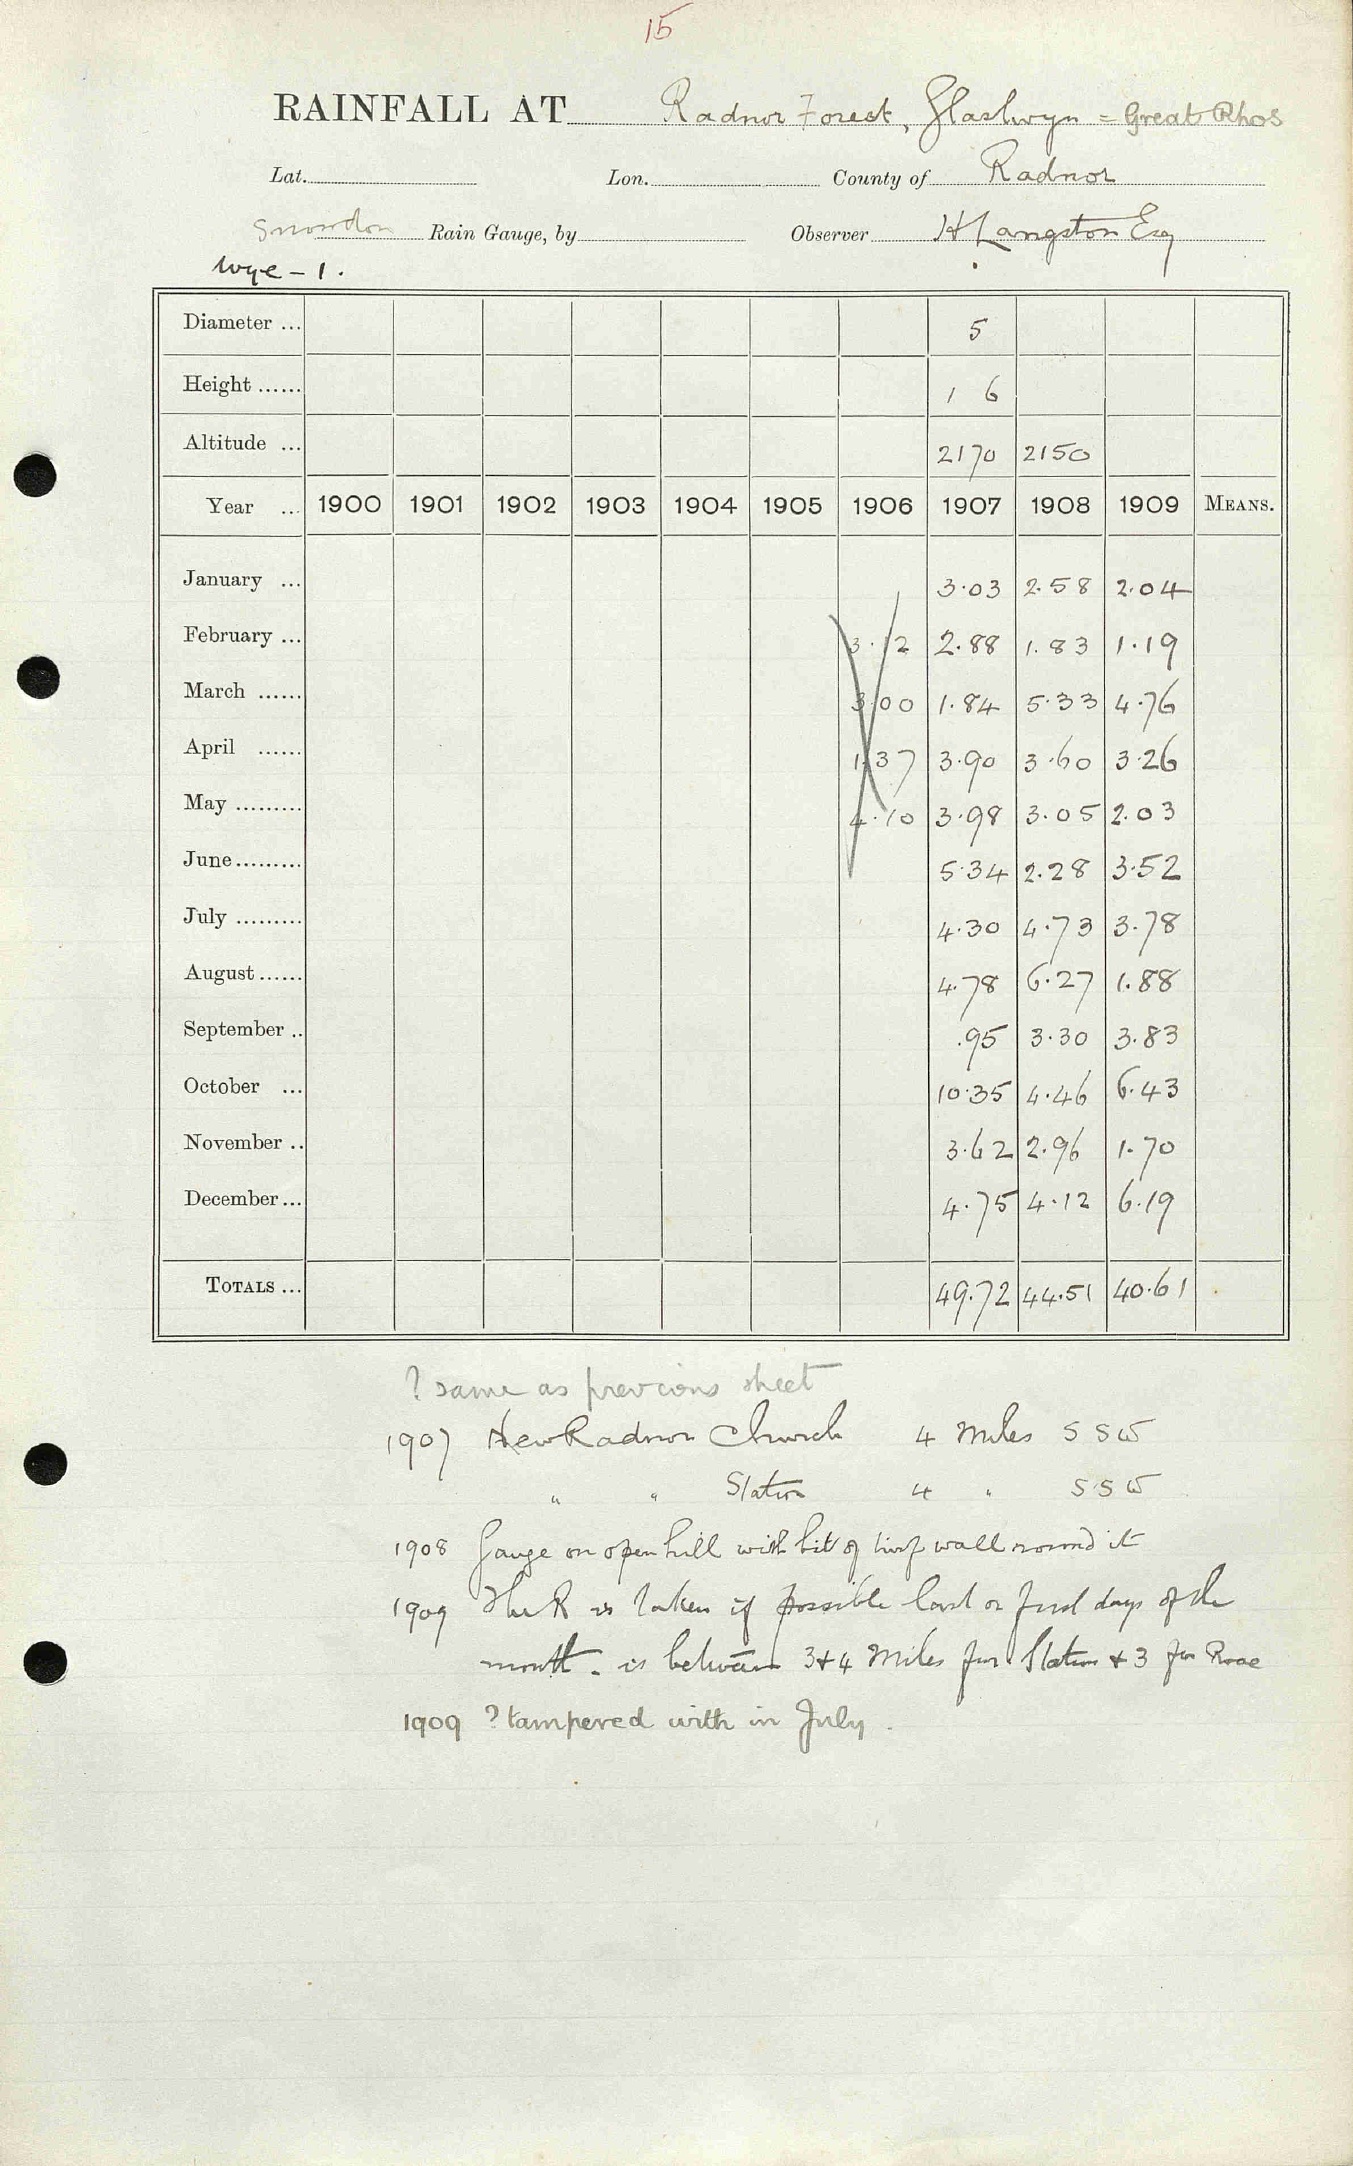 15
RAINFALL AT Radnor Forest, Glaslwyn = Great Rhos
Lat. Lon. County of Radnor
Snowdon Rain Gauge, by Observer H Langston Esq
Wye - 1.
Diameter ... 5
Height ...... 1 6
Altitude ... 2170 2150
Year ... 1900 1901 1902 1903 1904 1905 1906 1907 1908 1909 MEANS.
January ... 3.03 2.58 2.04
February ... 3.12 2.88 1.83 1.19
March ...... 3.00 1.84 5.33 4.76
April ...... 1.37 3.90 3.60 3.26
May ......... 4.10 3.98 3.05 2.03
June......... 5.34 2.28 3.52
July ......... 4.30 4.73 3.78
August...... 4.78 6.27 1.88
September .. .95 3.30 3.83
October ... 10.35 4.46 6.43
November .. 3.62 2.96 1.70
December... 4.75 4.12 6.19
TOTALS ... 49.72 44.51 40.61
? same as previous sheet
1907 New Radnor Church 4 Miles S SW
" " Station 4 " S.S W
1908 Gauge on open hill with bit of turf wall round it
1909 The R is taken if possible last or first days of the
month - is between 3+4 Miles from Station + 3 from
1909 ? tampered with in July.